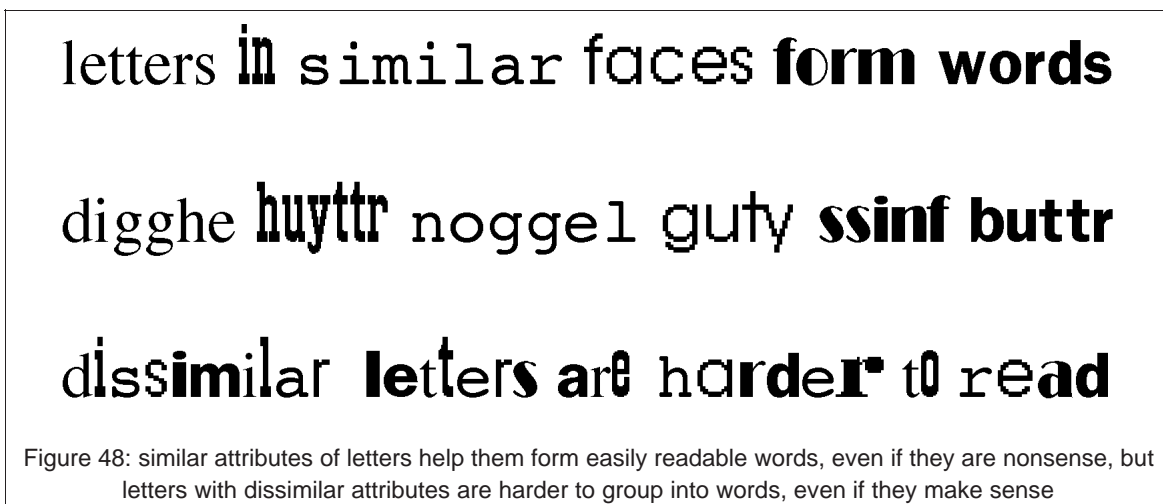 letters in similar faces form words
digghe huyttr noggel guty ssinf buttr
dissimilar letters are harder to read
Figure 48: similar attributes of letters help them form easily readable words, even if they are nonsense, but
letters with dissimilar attributes are harder to group into words, even if they make sense